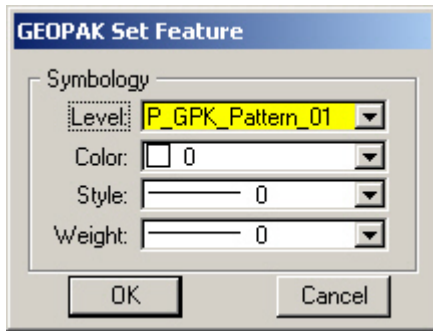 GEOPAK Set Feature
Symbology
Level: P_GPK_Pattern_01
Color: 0
Style: 0
Weight: 0
OK Cancel